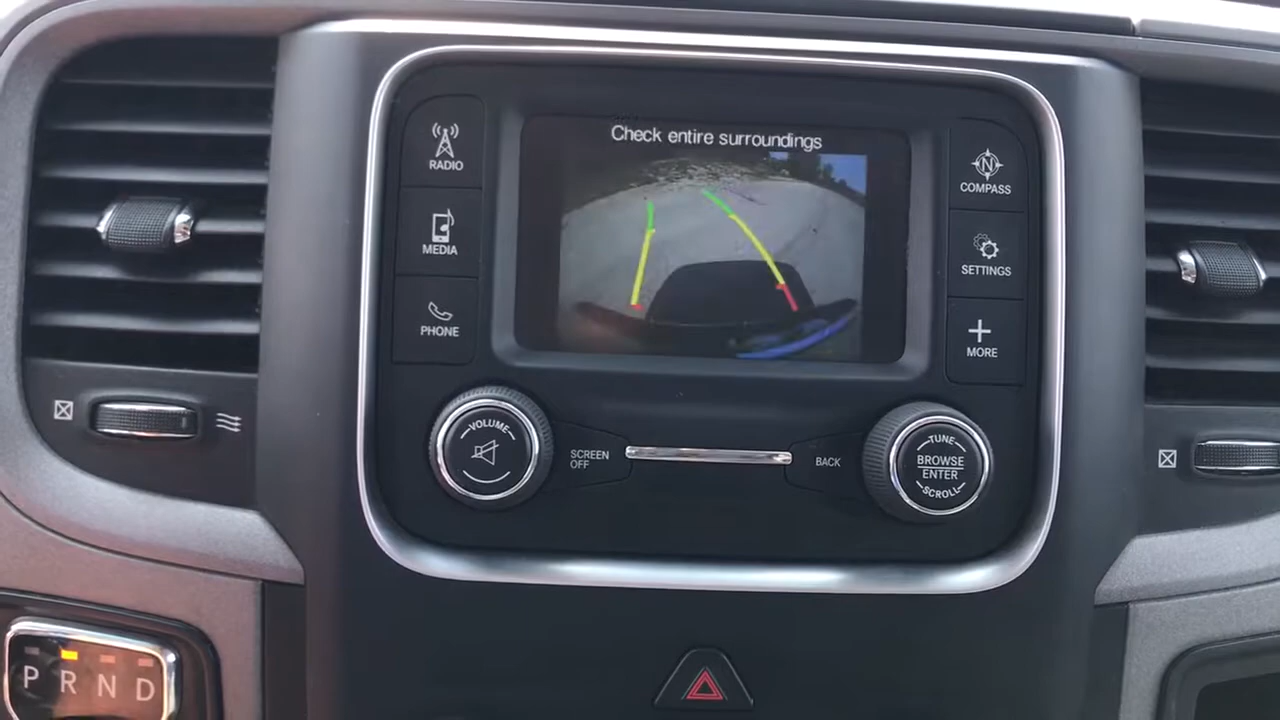 Check entire surroundings
RADIO
MEDIA
PHONE
N
COMPASS
SETTINGS
MORE
VOLUME
SCREEN
OFF
BACK
TUNE
BROWSE
ENTER
SCROLL
P R N D